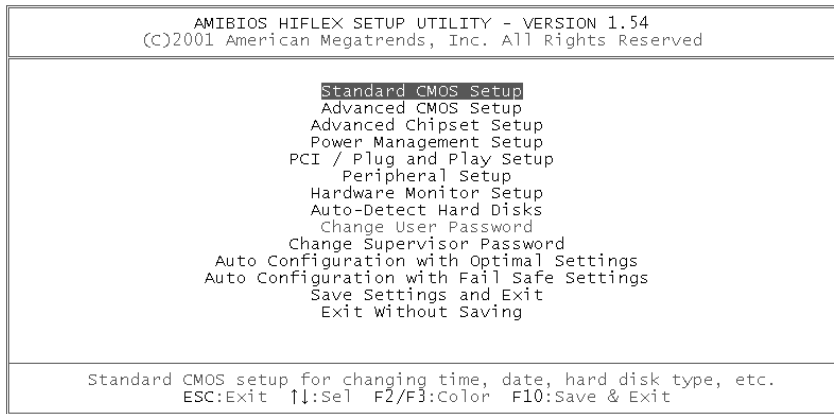 AMIBIOS HIFLEX SETUP UTILITY - VERSION 1.54
(C)2001 American Megatrends, Inc. All Rights Reserved
Standard CMOS Setup
Advanced CMOS Setup
Advanced Chipset Setup
Power Management Setup
PCI / Plug and Play Setup
Peripheral Setup
Hardware Monitor Setup
Auto-Detect Hard Disks
Change User Password
Change Supervisor Password
Auto Configuration with Optimal Settings
Auto Configuration with Fail Safe Settings
Save Settings and Exit
Exit Without Saving
Standard CMOS setup for changing time, date, hard disk type, etc.
ESC:Exit ↑↓:Sel F2/F3:Color F10:Save & Exit